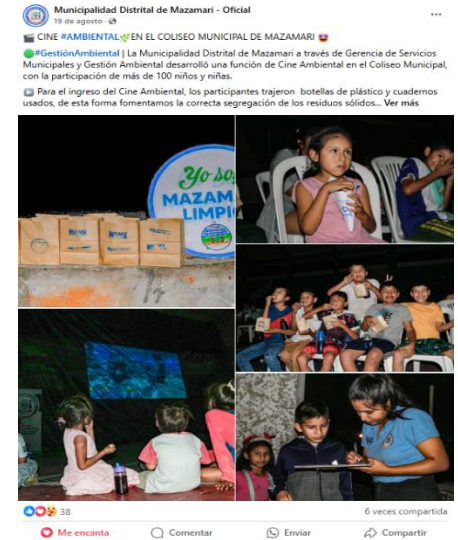 Municipalidad Distrital de Mazamari - Oficial
19 de agosto ·
CINE #AMBIENTAL EN EL COLISEO MUNICIPAL DE MAZAMARI
#GestiónAmbiental | La Municipalidad Distrital de Mazamari a través de Gerencia de Servicios
Municipales y Gestión Ambiental desarrolló una función de Cine Ambiental en el Coliseo Municipal,
con la participación de más de 100 niños y niñas.
Para el ingreso del Cine Ambiental, los participantes trajeron botellas de plástico y cuadernos
usados, de esta forma fomentamos la correcta segregación de los residuos sólidos... Ver más
Yo so
MAZAM
LIMPI
38
6 veces compartida
Me encanta
Comentar
Enviar
Compartir